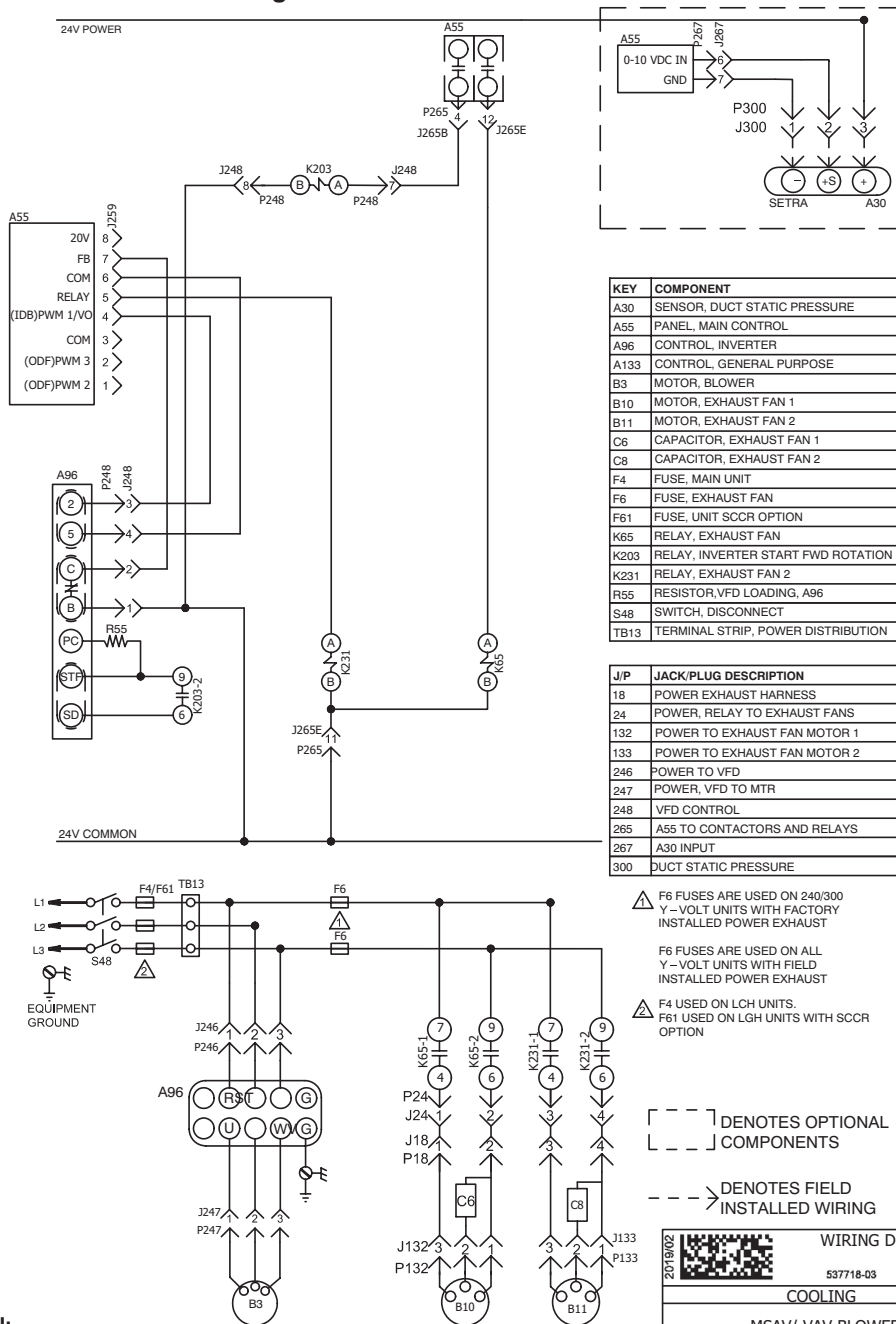 24V POWER
A55
P265 4 12 J265E
J265B
A55 P267 J267
0-10 VDC IN 6
GND 7
P300
J300 1 2 3
− +S +
SETRA A30
J248 K203 J248
8 B A 7
P248 P248
A55 J259
20V 8
FB 7
COM 6
RELAY 5
(IDB)PWM 1/VO 4
COM 3
(ODF)PWM 3 2
(ODF)PWM 2 1
A96 P248 J248
2 3
5 4
C 2
B 1
PC R55
STF 9
K203-2
SD 6
A K231 B
A K65 B
J265E 11
P265
24V COMMON
KEY COMPONENT
A30 SENSOR, DUCT STATIC PRESSURE
A55 PANEL, MAIN CONTROL
A96 CONTROL, INVERTER
A133 CONTROL, GENERAL PURPOSE
B3 MOTOR, BLOWER
B10 MOTOR, EXHAUST FAN 1
B11 MOTOR, EXHAUST FAN 2
C6 CAPACITOR, EXHAUST FAN 1
C8 CAPACITOR, EXHAUST FAN 2
F4 FUSE, MAIN UNIT
F6 FUSE, EXHAUST FAN
F61 FUSE, UNIT SCCR OPTION
K65 RELAY, EXHAUST FAN
K203 RELAY, INVERTER START FWD ROTATION
K231 RELAY, EXHAUST FAN 2
R55 RESISTOR,VFD LOADING, A96
S48 SWITCH, DISCONNECT
TB13 TERMINAL STRIP, POWER DISTRIBUTION
J/P JACK/PLUG DESCRIPTION
18 POWER EXHAUST HARNESS
24 POWER, RELAY TO EXHAUST FANS
132 POWER TO EXHAUST FAN MOTOR 1
133 POWER TO EXHAUST FAN MOTOR 2
246 POWER TO VFD
247 POWER, VFD TO MTR
248 VFD CONTROL
265 A55 TO CONTACTORS AND RELAYS
267 A30 INPUT
300 DUCT STATIC PRESSURE
L1 F4/F61 TB13 F6
L2 1
L3 F6
S48 2
EQUIPMENT
GROUND
J246 1 2 3
P246
A96 RST G
U WV G
J247 1 2 3
P247
B3
7 9 7 9
K65-1 K65-2 K231-1 K231-2
4 6 4 6
P24
J24 1 2 3 4
J18 1 2 3 4
P18
C6 C8
J132 3 2 1 3 2 1 J133
P132 P133
B10 B11
1 F6 FUSES ARE USED ON 240/300
Y – VOLT UNITS WITH FACTORY
INSTALLED POWER EXHAUST
F6 FUSES ARE USED ON ALL
Y – VOLT UNITS WITH FIELD
INSTALLED POWER EXHAUST
2 F4 USED ON LCH UNITS.
F61 USED ON LGH UNITS WITH SCCR
OPTION
DENOTES OPTIONAL
COMPONENTS
DENOTES FIELD
INSTALLED WIRING
2019/02
WIRING D
537718-03
COOLING